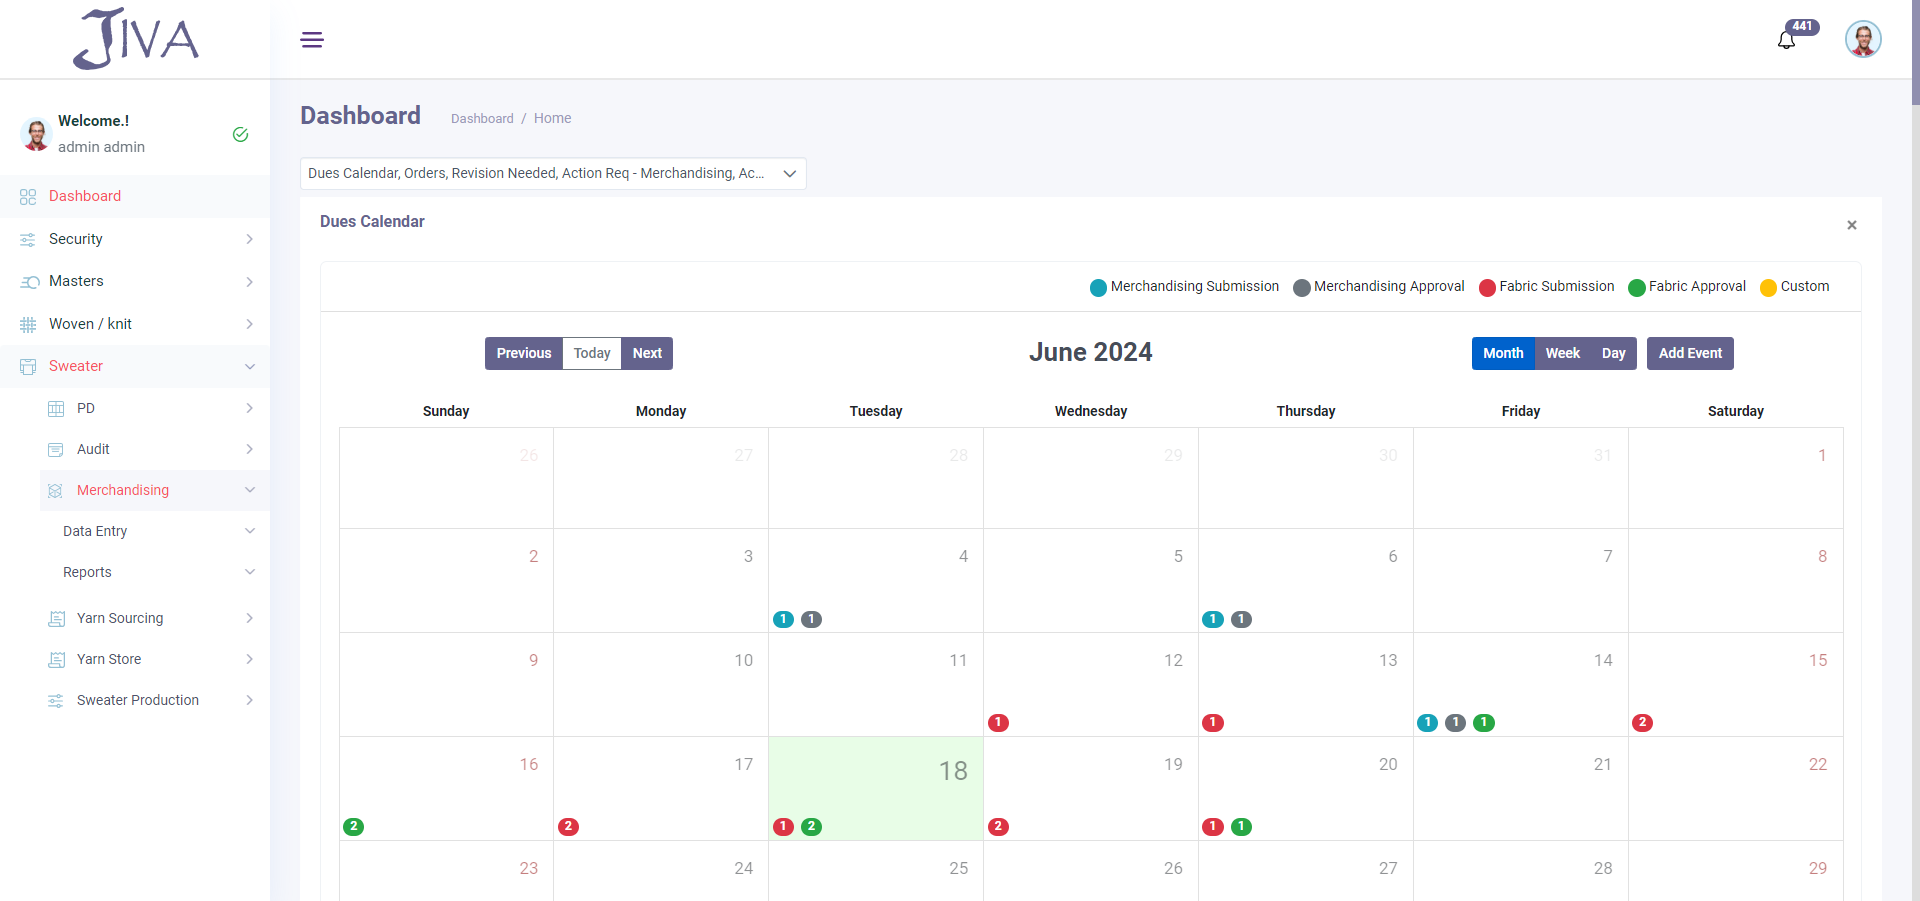 JIVA
441
Welcome.!
admin admin
Dashboard
Security
Masters
Woven / knit
Sweater
PD
Audit
Merchandising
Data Entry
Reports
Yarn Sourcing
Yarn Store
Sweater Production
Dashboard
Dashboard / Home
Dues Calendar, Orders, Revision Needed, Action Req - Merchandising, Ac...
Dues Calendar
×
Merchandising Submission Merchandising Approval Fabric Submission Fabric Approval Custom
Previous Today Next
June 2024
Month Week Day Add Event
Sunday Monday Tuesday Wednesday Thursday Friday Saturday
26 27 28 29 30 31 1
2 3 4 5 6 7 8
1 1 1 1
9 10 11 12 13 14 15
1 1 1 1 1 2
16 17 18 19 20 21 22
2 2 1 2 2 1 1
23 24 25 26 27 28 29